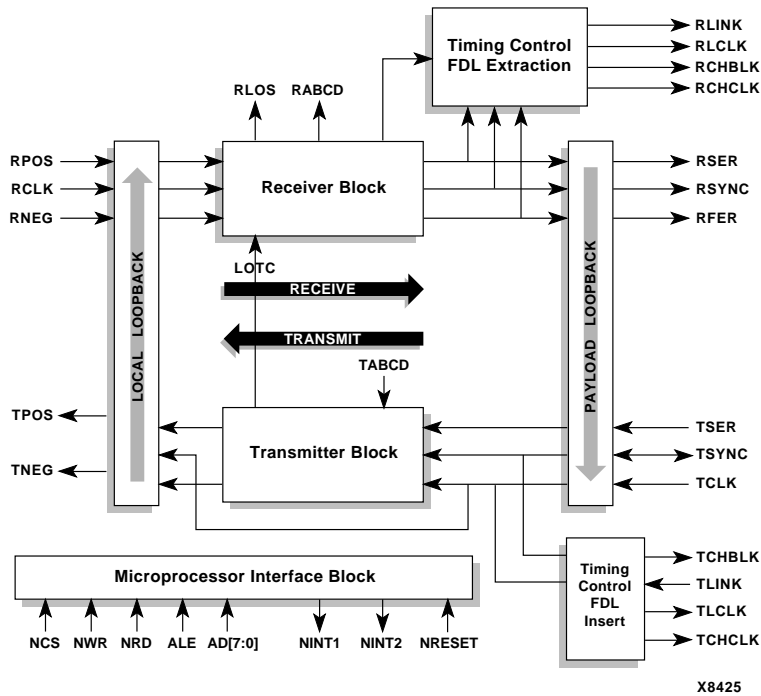 Timing Control
FDL Extraction
RLINK
RLCLK
RCHBLK
RCHCLK
RLOS
RABCD
RPOS
RCLK
RNEG
LOCAL LOOPBACK
Receiver Block
PAYLOAD LOOPBACK
RSER
RSYNC
RFER
LOTC
RECEIVE
TRANSMIT
TABCD
TPOS
TNEG
Transmitter Block
TSER
TSYNC
TCLK
Microprocessor Interface Block
NCS
NWR
NRD
ALE
AD[7:0]
NINT1
NINT2
NRESET
Timing
Control
FDL
Insert
TCHBLK
TLINK
TLCLK
TCHCLK
X8425